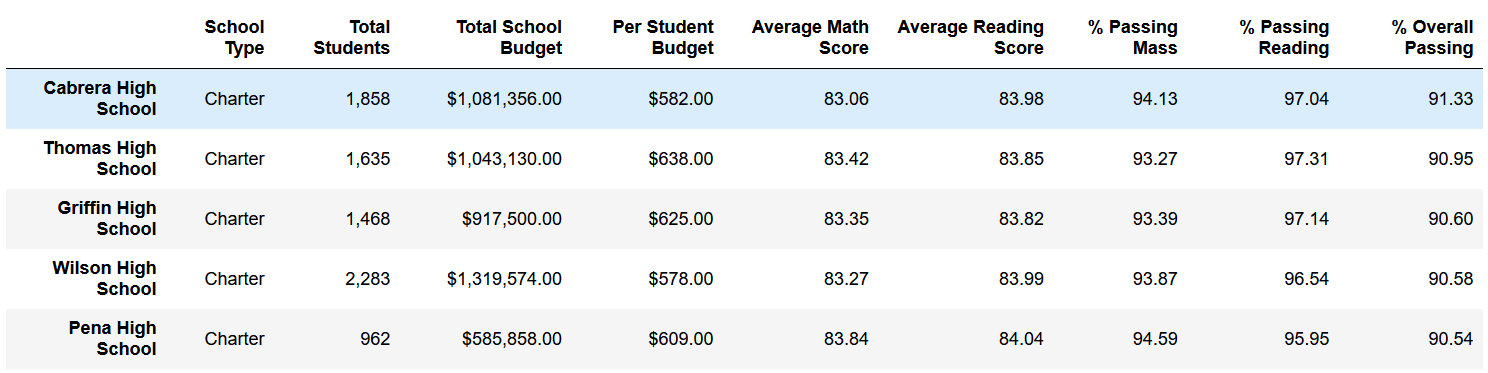 School Type Total Students Total School Budget Per Student Budget Average Math Score Average Reading Score % Passing Mass % Passing Reading % Overall Passing
Cabrera High School Charter 1,858 $1,081,356.00 $582.00 83.06 83.98 94.13 97.04 91.33
Thomas High School Charter 1,635 $1,043,130.00 $638.00 83.42 83.85 93.27 97.31 90.95
Griffin High School Charter 1,468 $917,500.00 $625.00 83.35 83.82 93.39 97.14 90.60
Wilson High School Charter 2,283 $1,319,574.00 $578.00 83.27 83.99 93.87 96.54 90.58
Pena High School Charter 962 $585,858.00 $609.00 83.84 84.04 94.59 95.95 90.54